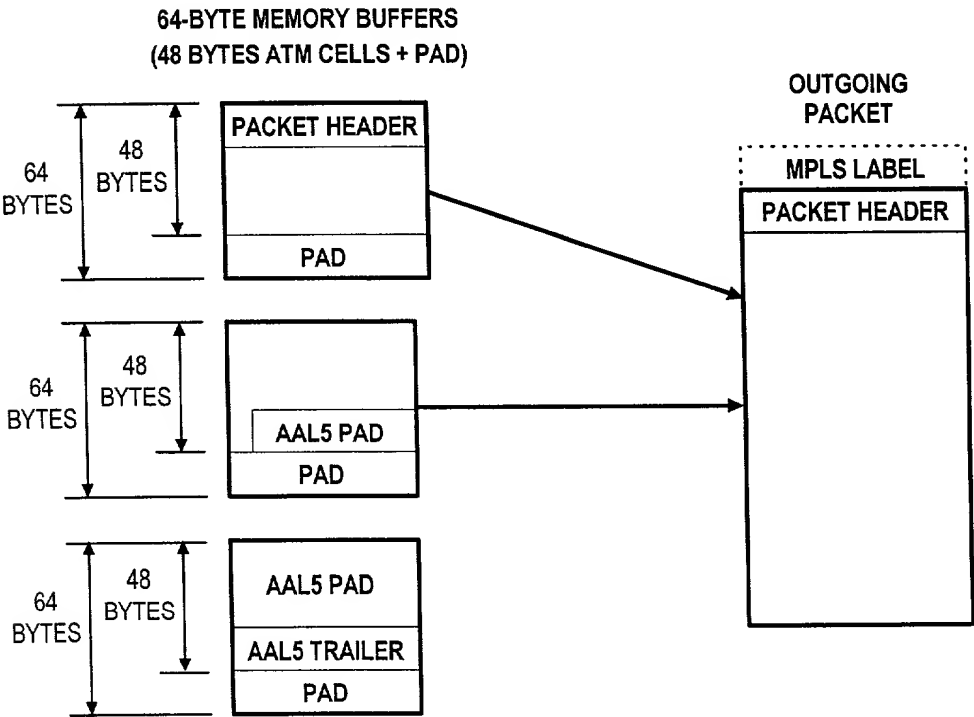 64-BYTE MEMORY BUFFERS
(48 BYTES ATM CELLS + PAD)
OUTGOING
PACKET
64
BYTES
48
BYTES
PACKET HEADER
PAD
MPLS LABEL
PACKET HEADER
64
BYTES
48
BYTES
AAL5 PAD
PAD
64
BYTES
48
BYTES
AAL5 PAD
AAL5 TRAILER
PAD